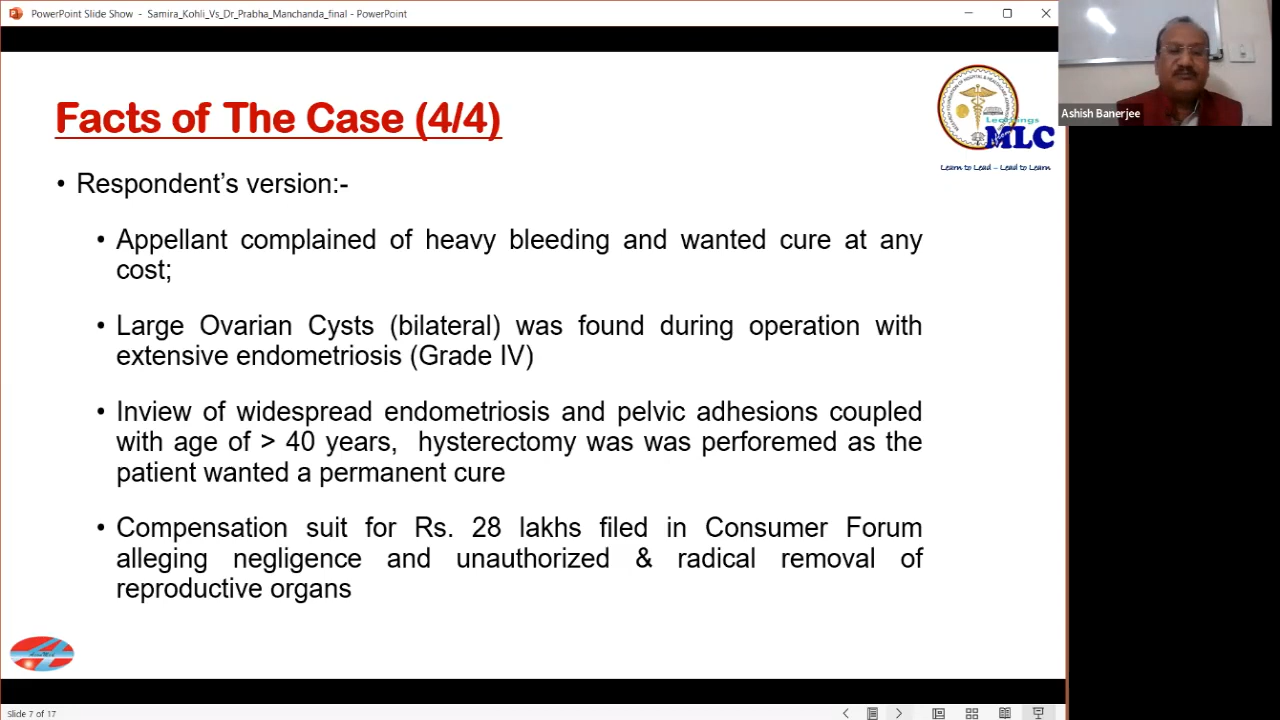 PowerPoint Slide Show - Samira_Kohli_Vs_Dr_Prabha_Manchanda_final - PowerPoint
Ashish Banerjee
Facts of The Case (4/4)
Learnings
MLC
Learn to Lead – Lead to Learn
• Respondent's version:-
• Appellant complained of heavy bleeding and wanted cure at any
cost;
• Large Ovarian Cysts (bilateral) was found during operation with
extensive endometriosis (Grade IV)
• Inview of widespread endometriosis and pelvic adhesions coupled
with age of > 40 years, hysterectomy was was perforemed as the
patient wanted a permanent cure
• Compensation suit for Rs. 28 lakhs filed in Consumer Forum
alleging negligence and unauthorized & radical removal of
reproductive organs
Slide 7 of 17